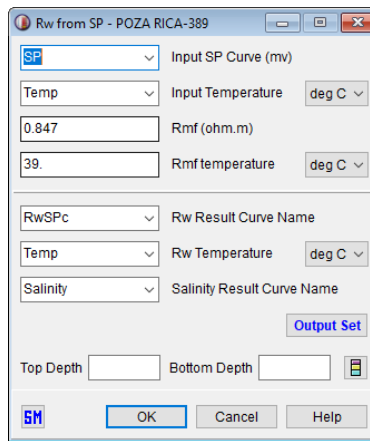 Rw from SP - POZA RICA-389
SP Input SP Curve (mv)
Temp Input Temperature deg C
0.847 Rmf (ohm.m)
39. Rmf temperature deg C
RwSPc Rw Result Curve Name
Temp Rw Temperature deg C
Salinity Salinity Result Curve Name
Output Set
Top Depth Bottom Depth
SM OK Cancel Help